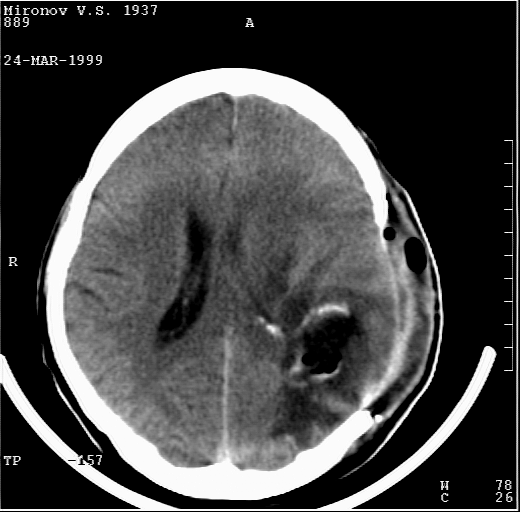 Mironov V.S. 1937
889
A
24-MAR-1999
R
TP -157
W 78
C 26